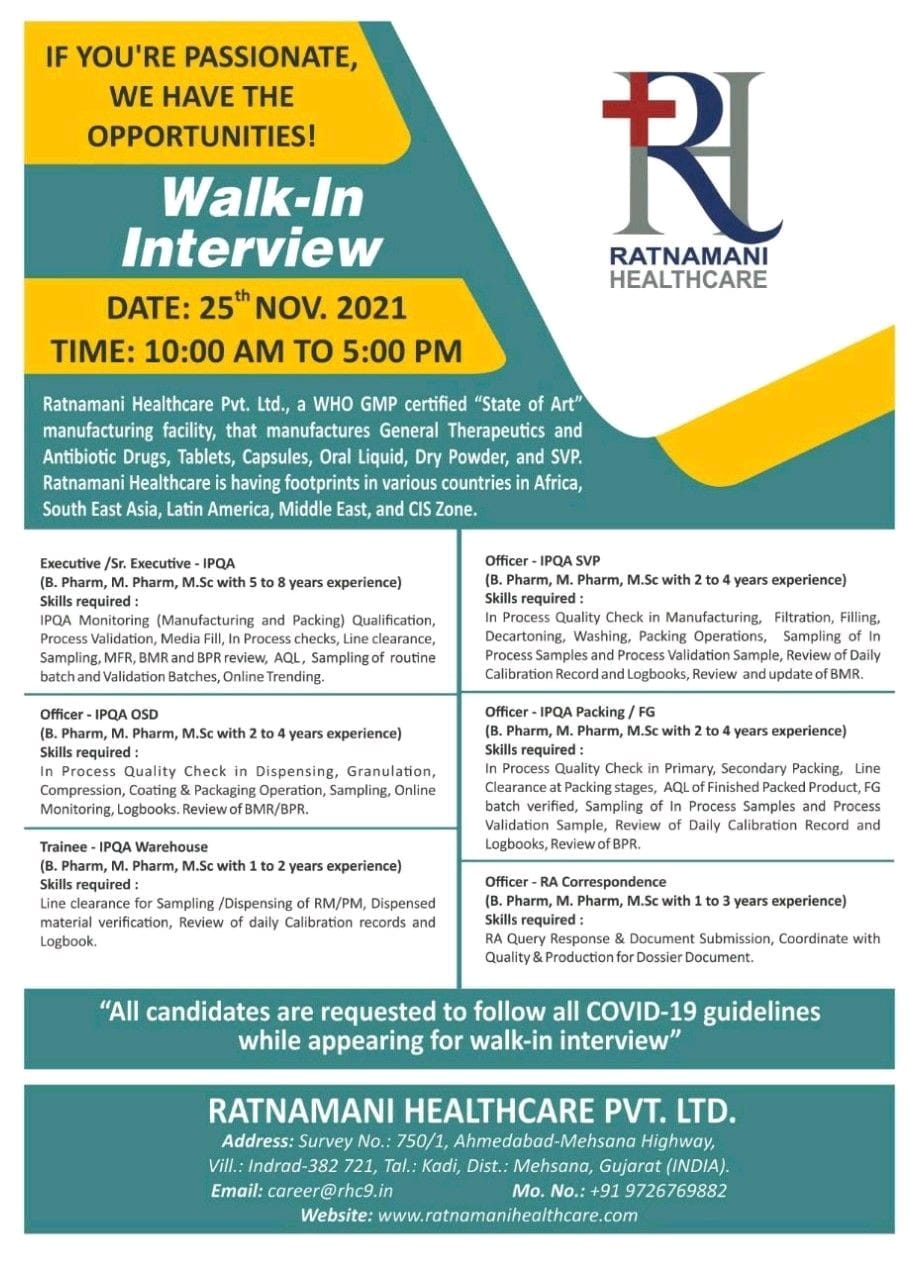 IF YOU'RE PASSIONATE,
WE HAVE THE
OPPORTUNITIES!
Walk-In
Interview
DATE: 25th NOV. 2021
TIME: 10:00 AM TO 5:00 PM
RH
RATNAMANI
HEALTHCARE
Ratnamani Healthcare Pvt. Ltd., a WHO GMP certified “State of Art”
manufacturing facility, that manufactures General Therapeutics and
Antibiotic Drugs, Tablets, Capsules, Oral Liquid, Dry Powder, and SVP.
Ratnamani Healthcare is having footprints in various countries in Africa,
South East Asia, Latin America, Middle East, and CIS Zone.
Executive /Sr. Executive - IPQA
(B. Pharm, M. Pharm, M.Sc with 5 to 8 years experience)
Skills required :
IPQA Monitoring (Manufacturing and Packing) Qualification,
Process Validation, Media Fill, In Process checks, Line clearance,
Sampling, MFR, BMR and BPR review, AQL, Sampling of routine
batch and Validation Batches, Online Trending.
Officer - IPQA OSD
(B. Pharm, M. Pharm, M.Sc with 2 to 4 years experience)
Skills required :
In Process Quality Check in Dispensing, Granulation,
Compression, Coating & Packaging Operation, Sampling, Online
Monitoring, Logbooks. Review of BMR/BPR.
Trainee - IPQA Warehouse
(B. Pharm, M. Pharm, M.Sc with 1 to 2 years experience)
Skills required :
Line clearance for Sampling /Dispensing of RM/PM, Dispensed
material verification, Review of daily Calibration records and
Logbook.
Officer - IPQA SVP
(B. Pharm, M. Pharm, M.Sc with 2 to 4 years experience)
Skills required :
In Process Quality Check in Manufacturing, Filtration, Filling,
Decartoning, Washing, Packing Operations, Sampling of In
Process Samples and Process Validation Sample, Review of Daily
Calibration Record and Logbooks, Review and update of BMR.
Officer - IPQA Packing / FG
(B. Pharm, M. Pharm, M.Sc with 2 to 4 years experience)
Skills required :
In Process Quality Check in Primary, Secondary Packing, Line
Clearance at Packing stages, AQL of Finished Packed Product, FG
batch verified, Sampling of In Process Samples and Process
Validation Sample, Review of Daily Calibration Record and
Logbooks, Review of BPR.
Officer - RA Correspondence
(B. Pharm, M. Pharm, M.Sc with 1 to 3 years experience)
Skills required :
RA Query Response & Document Submission, Coordinate with
Quality & Production for Dossier Document.
“All candidates are requested to follow all COVID-19 guidelines
while appearing for walk-in interview”
RATNAMANI HEALTHCARE PVT. LTD.
Address: Survey No.: 750/1, Ahmedabad-Mehsana Highway,
Vill.: Indrad-382 721, Tal.: Kadi, Dist.: Mehsana, Gujarat (INDIA).
Email: career@rhc9.in Mo. No.: +91 9726769882
Website: www.ratnamanihealthcare.com